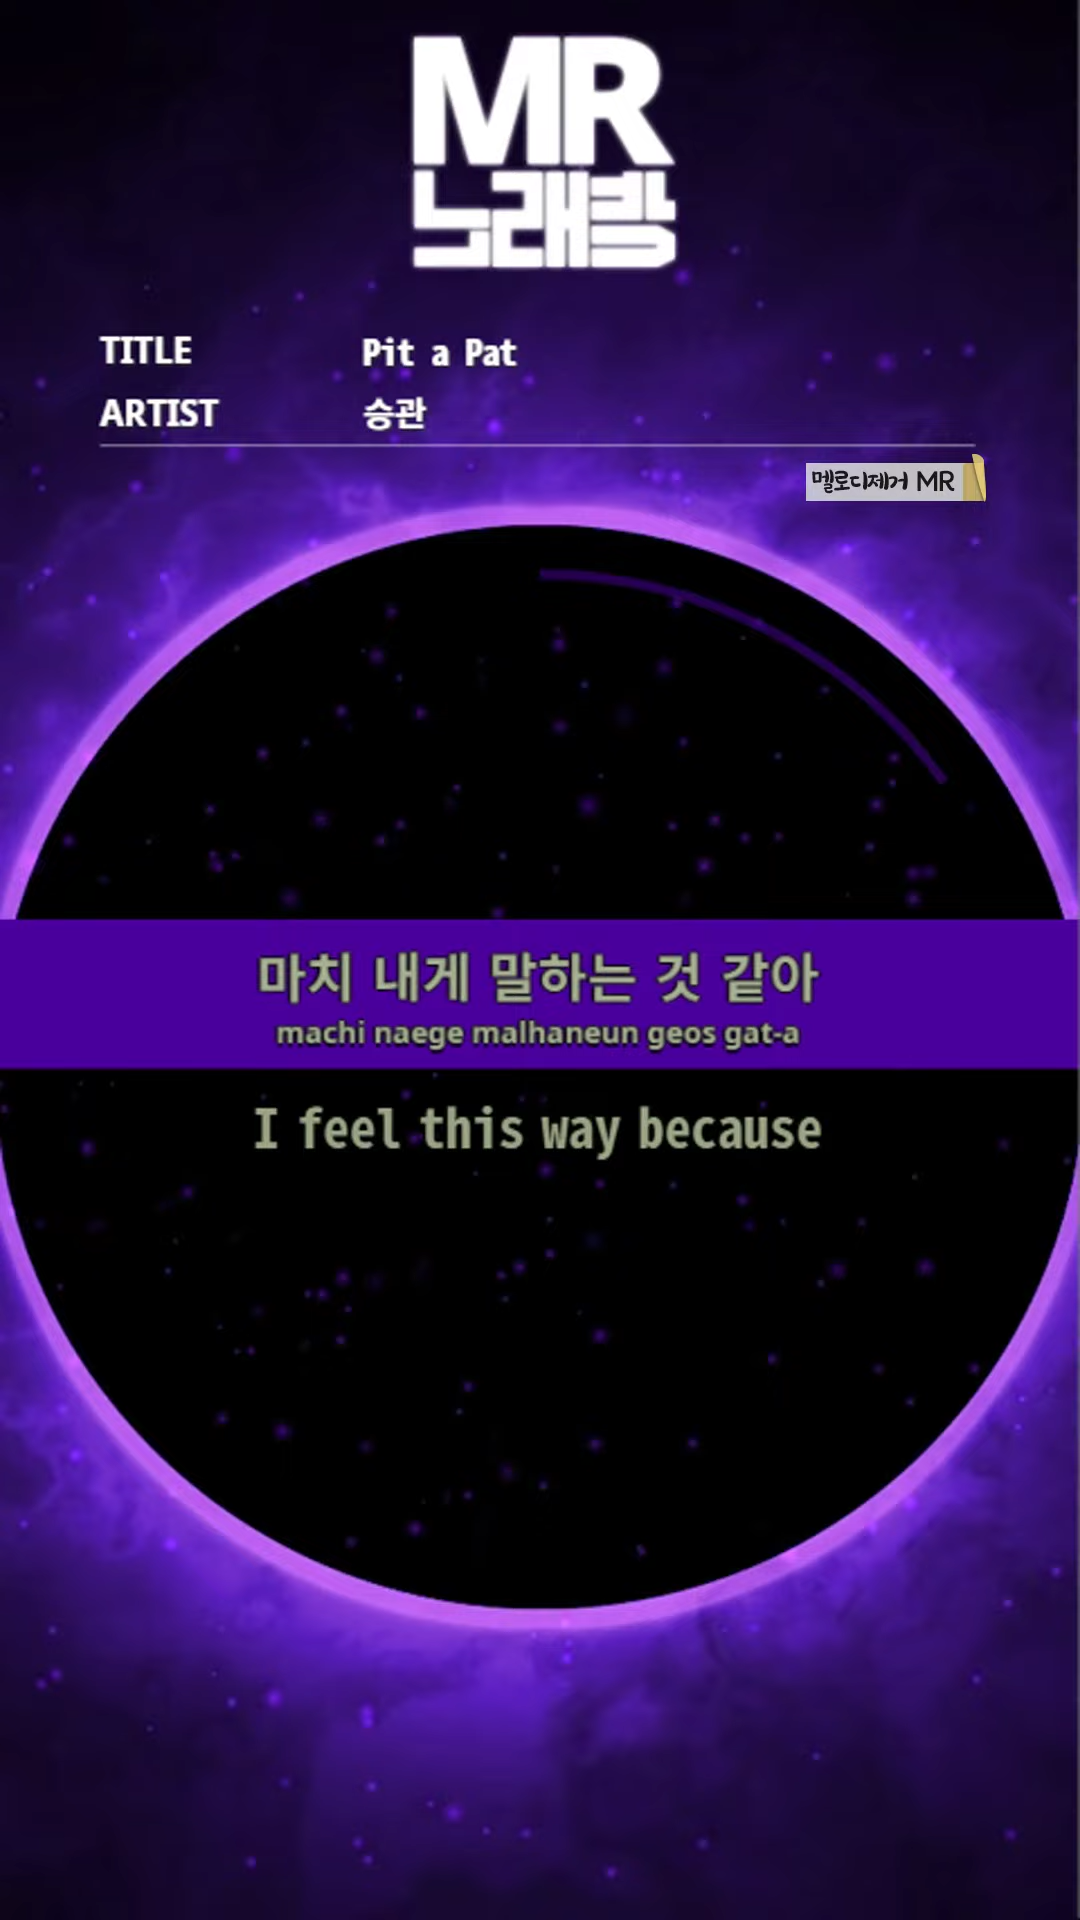 MR
노래방
TITLE Pit a Pat
ARTIST 승관
멜로디제거 MR
마치 내게 말하는 것 같아
machi naege malhaneun geos gat-a
I feel this way because